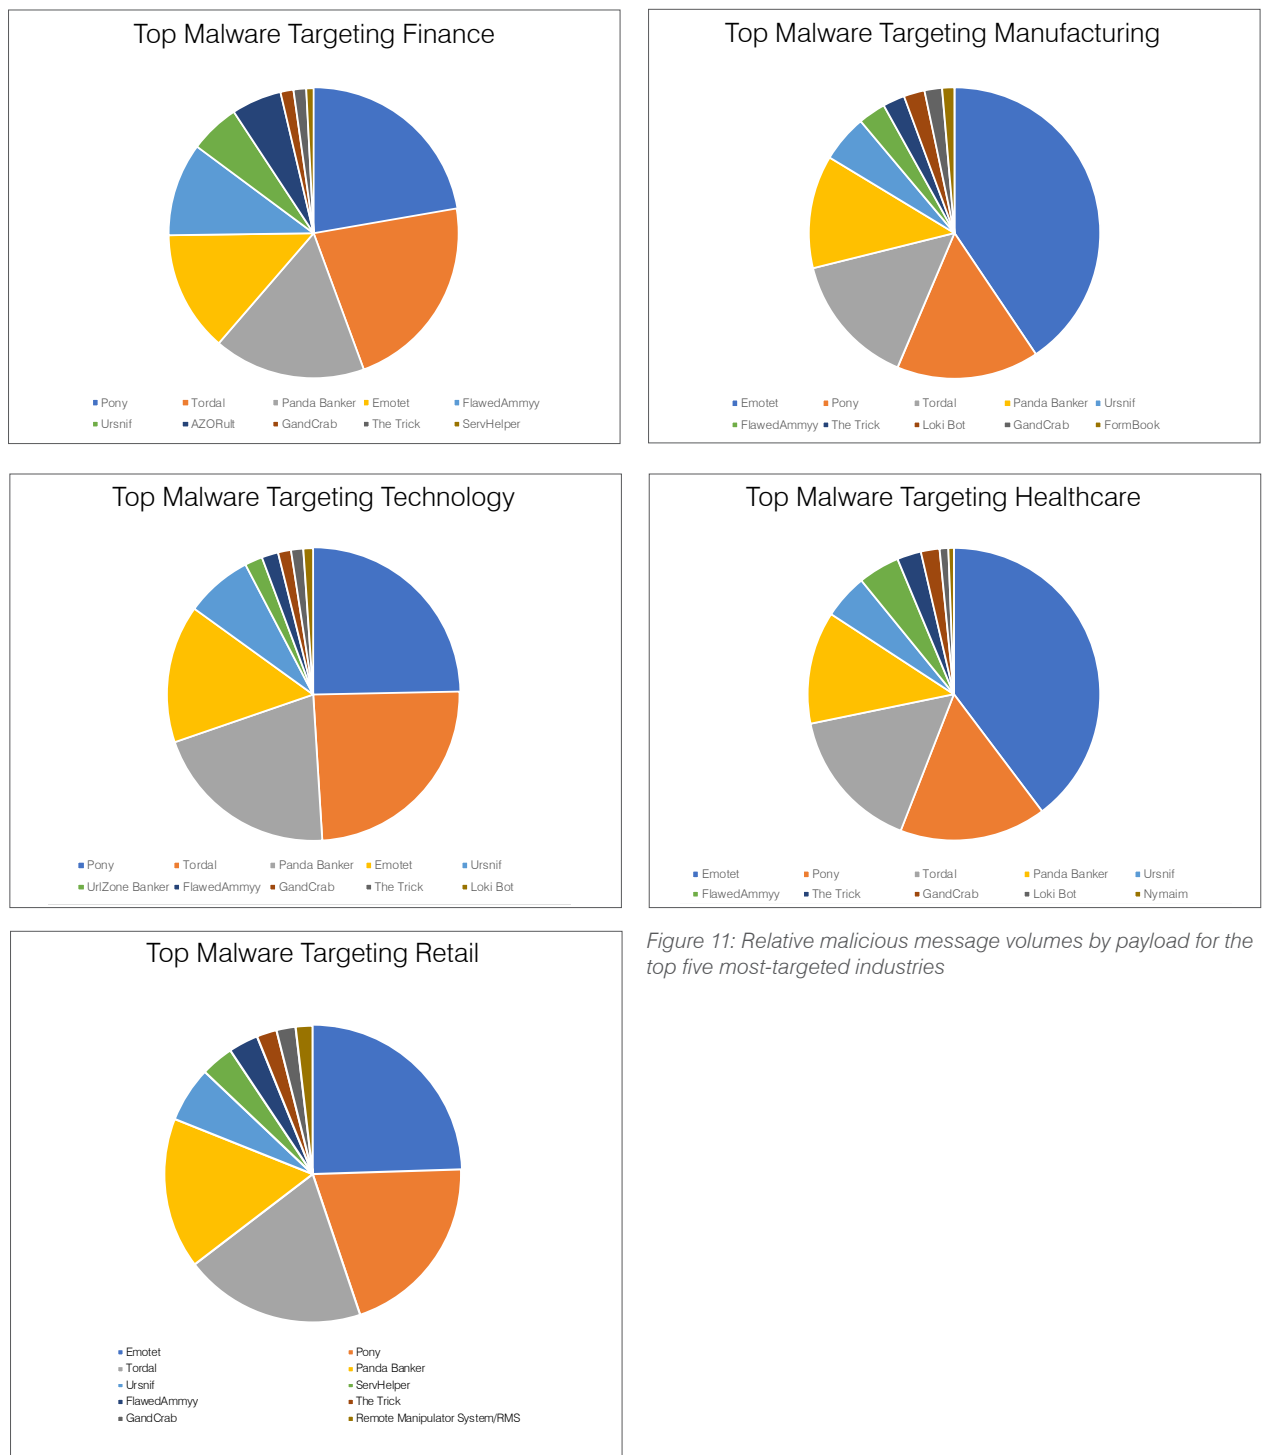 Top Malware Targeting Finance
Pony Tordal Panda Banker Emotet FlawedAmmyy
Ursnif AZORult GandCrab The Trick ServHelper
Top Malware Targeting Manufacturing
Emotet Pony Tordal Panda Banker Ursnif
FlawedAmmyy The Trick Loki Bot GandCrab FormBook
Top Malware Targeting Technology
Pony Tordal Panda Banker Emotet Ursnif
UrlZone Banker FlawedAmmyy GandCrab The Trick Loki Bot
Top Malware Targeting Healthcare
Emotet Pony Tordal Panda Banker Ursnif
FlawedAmmyy The Trick GandCrab Loki Bot Nymaim
Top Malware Targeting Retail
Emotet Pony
Tordal Panda Banker
Ursnif ServHelper
FlawedAmmyy The Trick
GandCrab Remote Manipulator System/RMS
Figure 11: Relative malicious message volumes by payload for the
top five most-targeted industries